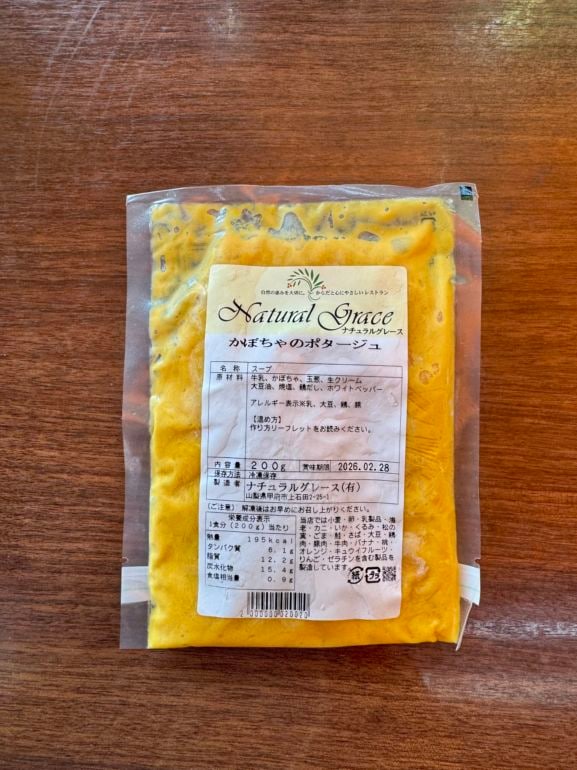 自然の恵みを大切に。 からだと心にやさしいレストラン
Natural Grace
ナチュラルグレース
かぼちゃのポタージュ
名称 スープ
原材料 牛乳、かぼちゃ、玉葱、生クリーム
大豆油、焼塩、鶏だし、ホワイトペッパー
アレルギー表示米乳、大豆、鶏、豚
【温め方】
作り方リーフレットをお読みください。
内容量 200g 賞味期限 2026.02.28
保存方法 冷凍保存
製造者 ナチュラルグレース(有)
山梨県甲府市上石田2-25-1
(ご注意) 解凍後はお早めにお召し上がりください。
栄養成分表示
1食分(200g)当たり
熱量 195kcal
タンパク質 6.1g
脂質 12.2g
炭水化物 15.4g
食塩相当量 0.9g
当店では小麦・卵・乳製品・海
老・カニ・いか・くるみ・松の
実・ごま・鮭・さば・大豆・鶏
肉・豚肉・牛肉・バナナ・桃・
オレンジ・キュウイフルーツ・
りんご・ゼラチンを含む製品を
製造しています。
紙 プラ